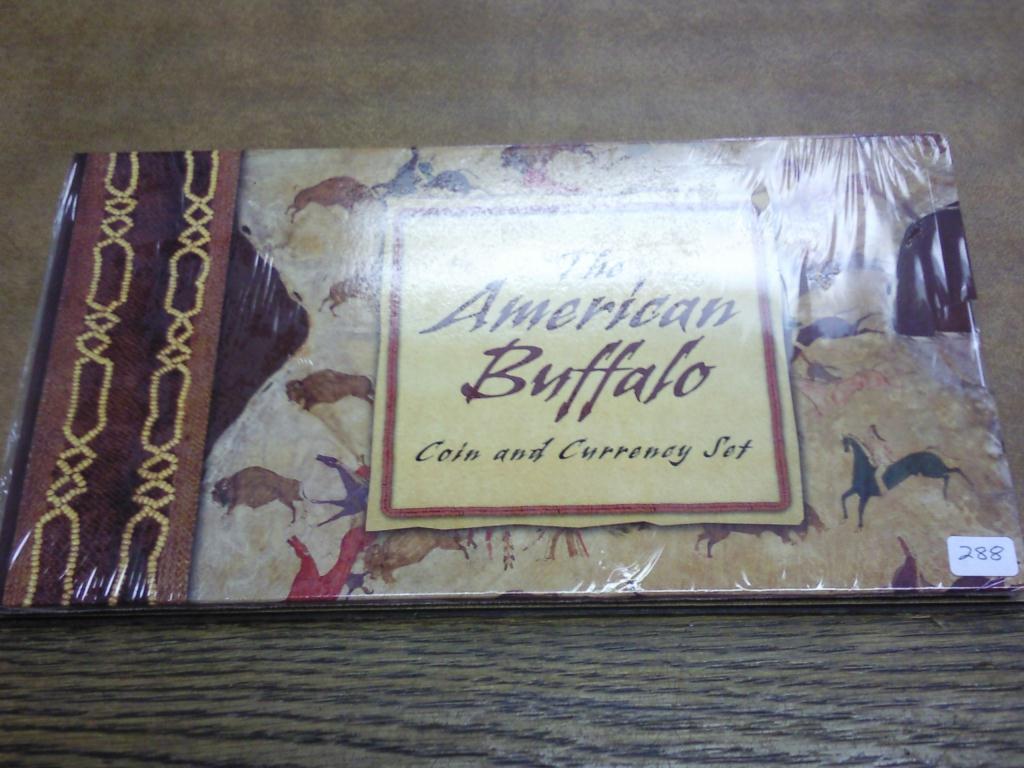 The
American
Buffalo
Coin and Currency Set
288